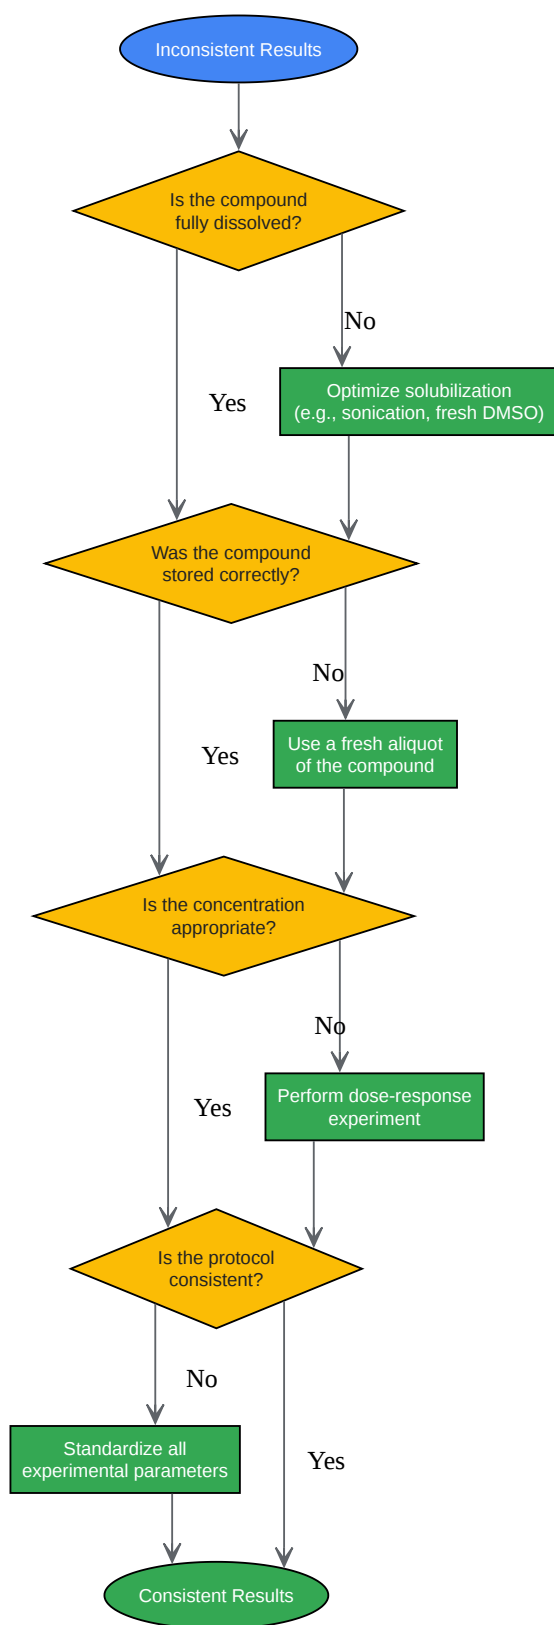 Inconsistent Results
Is the compound
fully dissolved?
No
Optimize solubilization
(e.g., sonication, fresh DMSO)
Yes
Was the compound
stored correctly?
No
Use a fresh aliquot
of the compound
Yes
Is the concentration
appropriate?
No
Perform dose-response
experiment
Yes
Is the protocol
consistent?
No
Standardize all
experimental parameters
Yes
Consistent Results